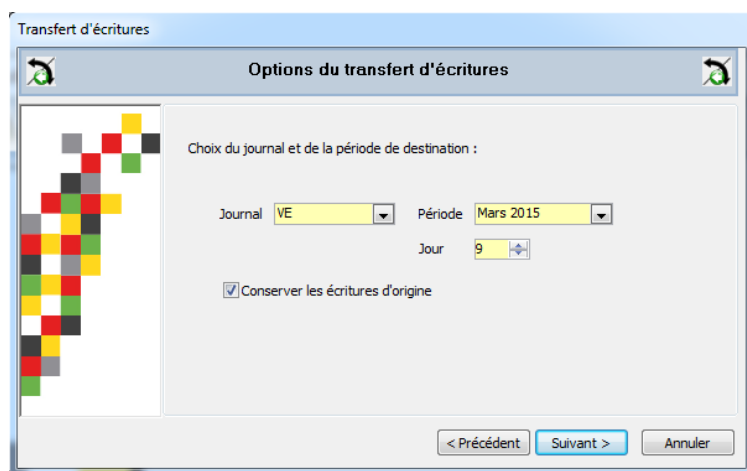 Transfert d'écritures
Options du transfert d'écritures
Choix du journal et de la période de destination :
Journal VE Période Mars 2015
Jour 9
Conserver les écritures d'origine
< Précédent Suivant > Annuler